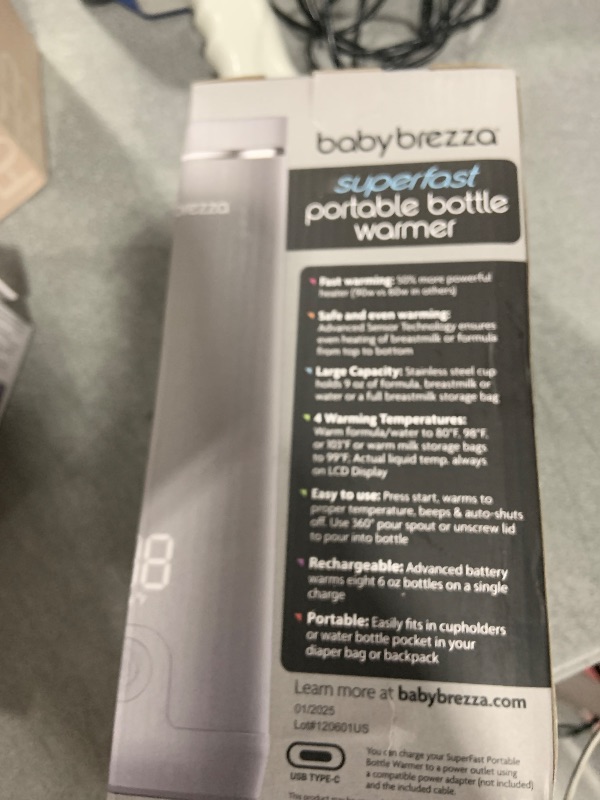 babybrezza
superfast
portable bottle
warmer
Fast warming: 50% more powerful
heater (90w vs 60w in others)
Safe and even warming:
Advanced Sensor Technology ensures
even heating of breastmilk or formula
from top to bottom
Large Capacity: Stainless steel cup
holds 9 oz of formula, breastmilk or
water or a full breastmilk storage bag
4 Warming Temperatures:
Warm formula/water to 80°F, 98°F,
or 103°F or warm milk storage bags
to 99°F. Actual liquid temp. always
on LCD Display
Easy to use: Press start, warms to
proper temperature, beeps & auto-shuts
off. Use 360° pour spout or unscrew lid
to pour into bottle
Rechargeable: Advanced battery
warms eight 6 oz bottles on a single
charge
Portable: Easily fits in cupholders
or water bottle pocket in your
diaper bag or backpack
rezza
98
Learn more at babybrezza.com
01/2025
Lot#120601US
USB TYPE-C
You can charge your SuperFast Portable
Bottle Warmer to a power outlet using
a compatible power adapter (not included)
and the included cable.
This product may be